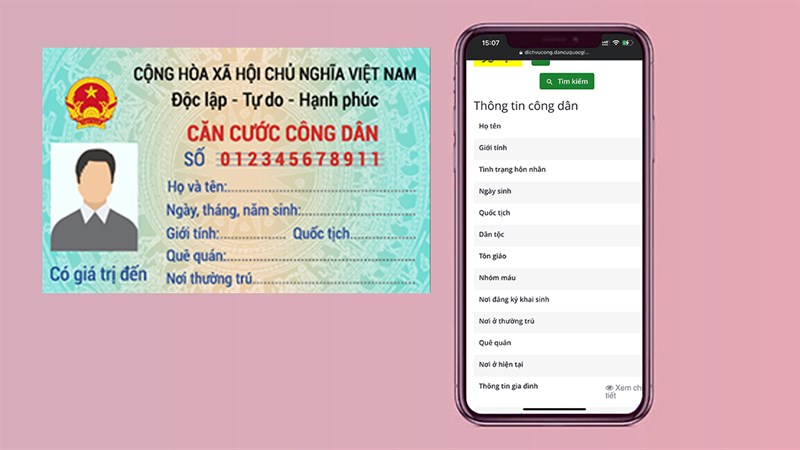 CỘNG HÒA XÃ HỘI CHỦ NGHĨA VIỆT NAM
Độc lập - Tự do - Hạnh phúc
CĂN CƯỚC CÔNG DÂN
SỐ 012345678911
Họ và tên:
Ngày, tháng, năm sinh:
Giới tính: Quốc tịch
Quê quán:
Nơi thường trú:
Có giá trị đến
15:07
dichvucong.dancuquocgi...
Tìm kiếm
Thông tin công dân
Họ tên
Giới tính
Tình trạng hôn nhân
Ngày sinh
Quốc tịch
Dân tộc
Tôn giáo
Nhóm máu
Nơi đăng ký khai sinh
Nơi ở thường trú
Quê quán
Nơi ở hiện tại
Thông tin gia đình
Xem ch
tiết